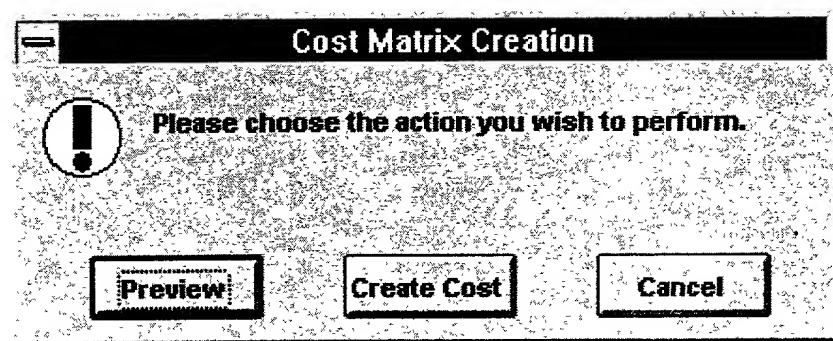 Cost Matrix Creation
Please choose the action you wish to perform.
Preview
Create Cost
Cancel